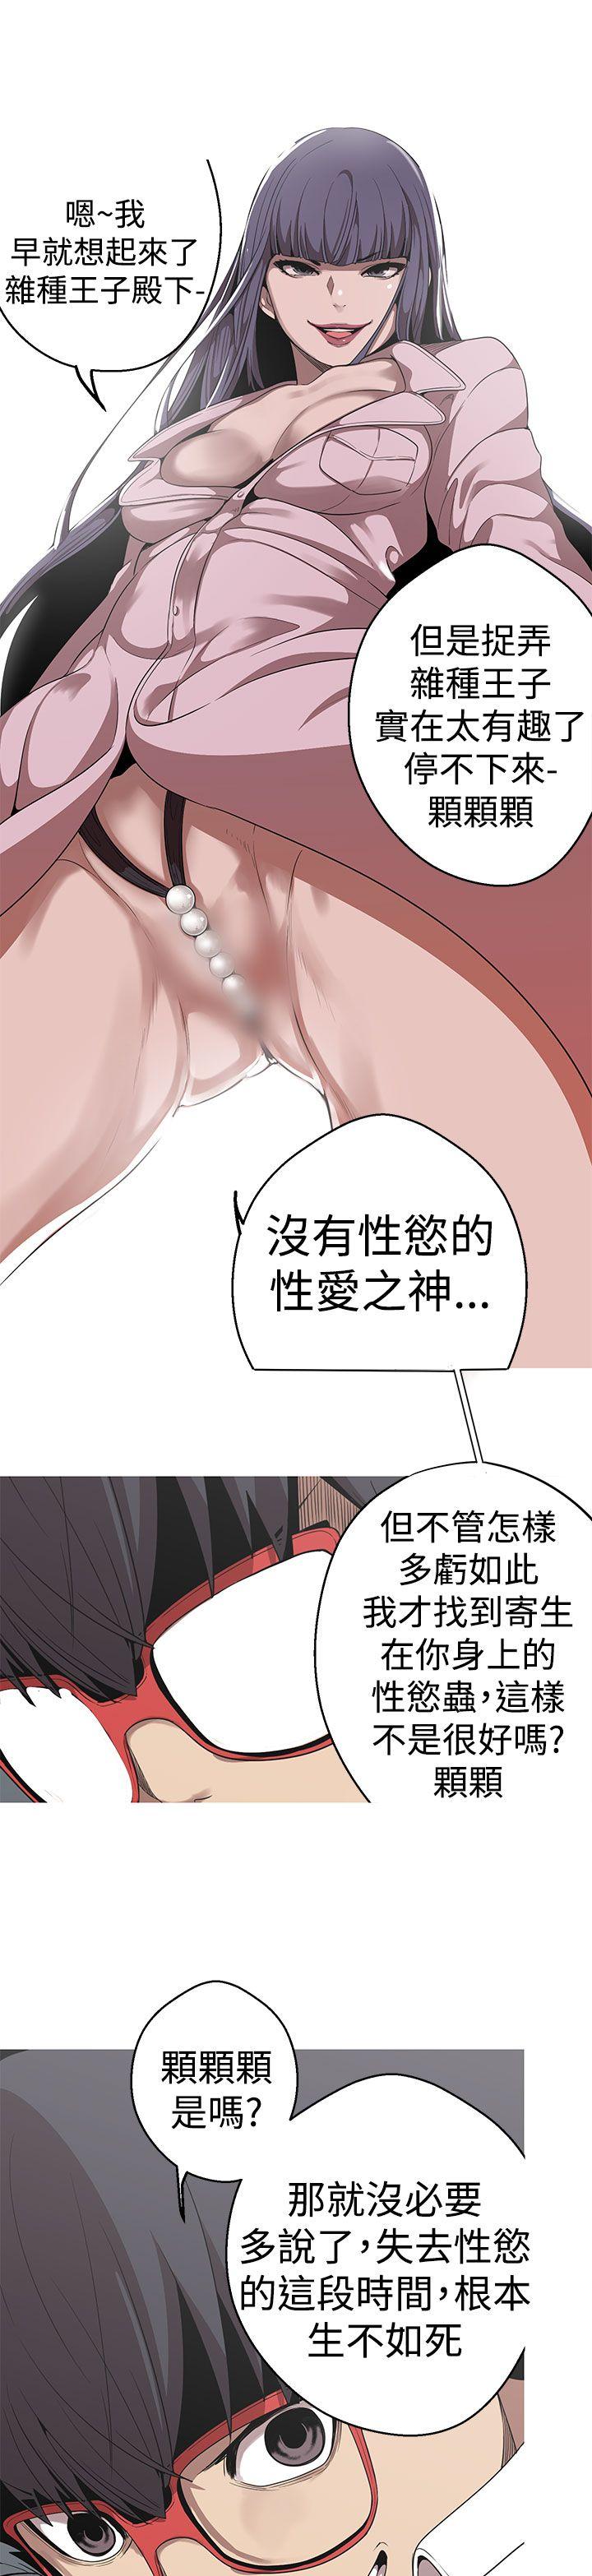 嗯~我
早就想起來了
雜種王子殿下-
但是捉弄
雜種王子
實在太有趣了
停不下來-
顆顆顆
沒有性慾的
性愛之神...
但不管怎樣
多虧如此
我才找到寄生
在你身上的
性慾蟲,這樣
不是很好嗎?
顆顆
顆顆顆
是嗎?
那就沒必要
多說了,失去性慾
的這段時間,根本
生不如死